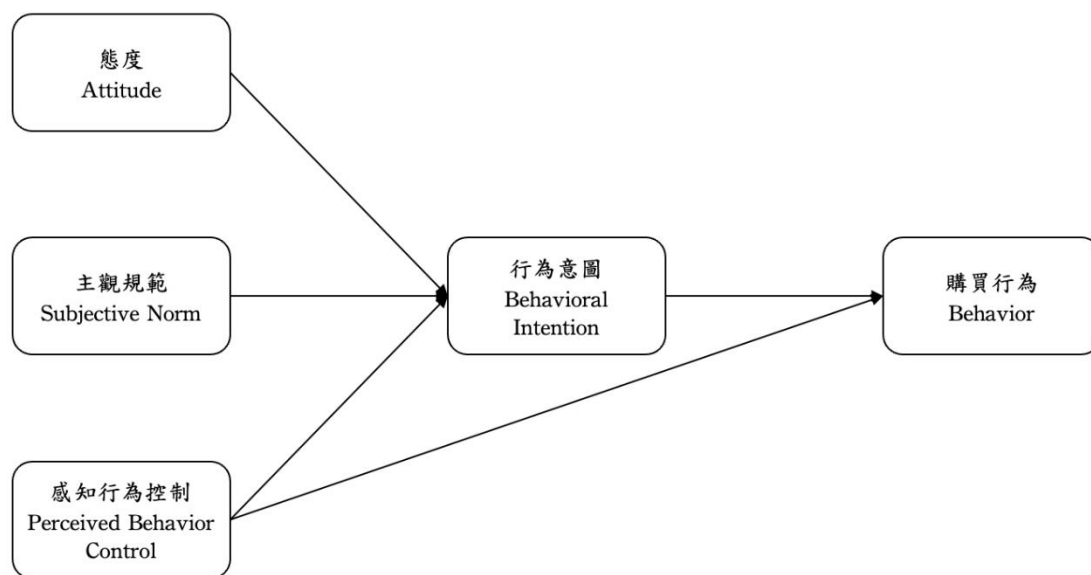 態度
Attitude
主觀規範
Subjective Norm
感知行為控制
Perceived Behavior
Control
行為意圖
Behavioral
Intention
購買行為
Behavior